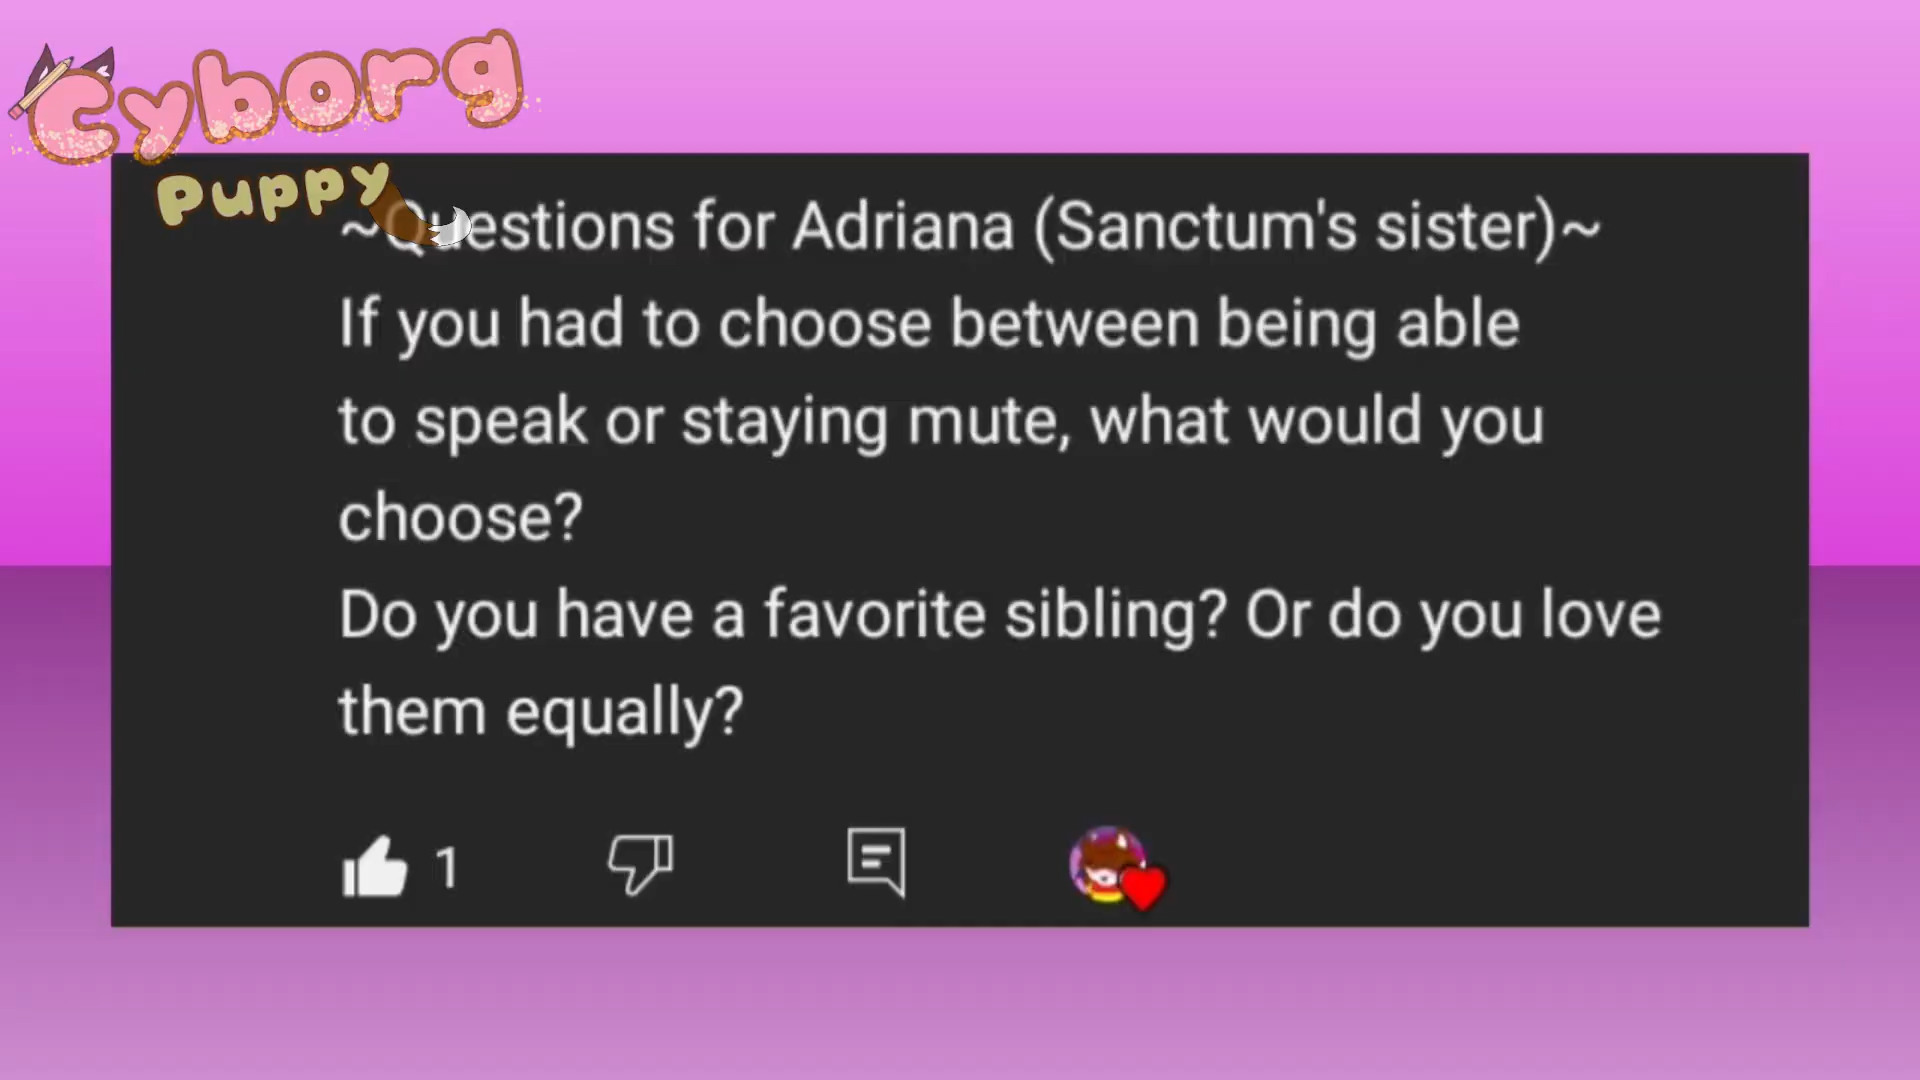 Cyborg
Puppy
~Questions for Adriana (Sanctum's sister)~
If you had to choose between being able
to speak or staying mute, what would you
choose?
Do you have a favorite sibling? Or do you love
them equally?
1